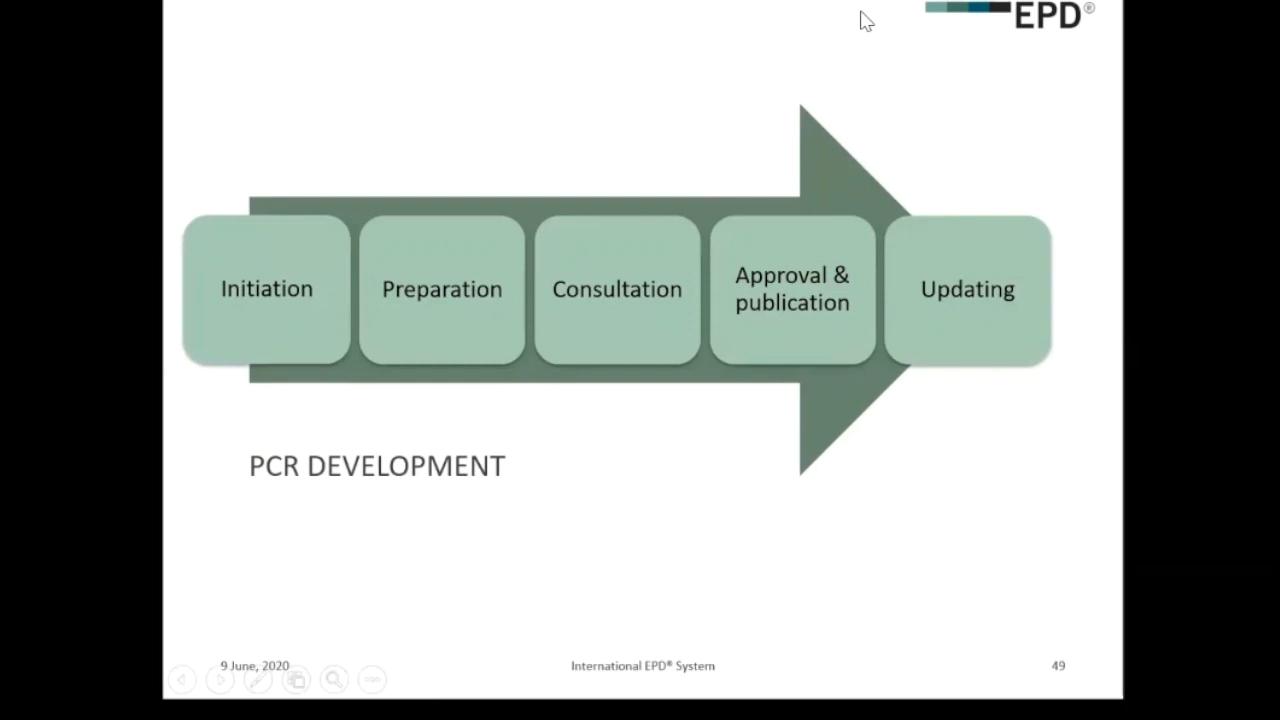 EPD®
Initiation
Preparation
Consultation
Approval &
publication
Updating
PCR DEVELOPMENT
9 June, 2020
International EPD® System
49